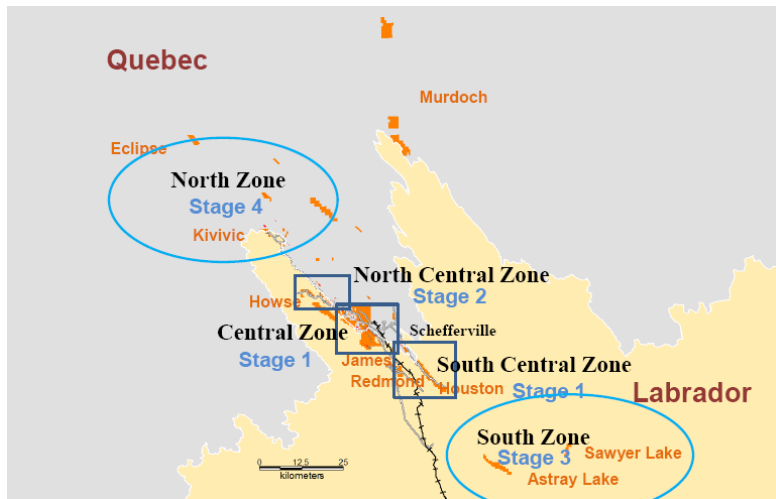 Quebec
Murdoch
Eclipse
North Zone
Stage 4
Kivivic
North Central Zone
Stage 2
Howse
Central Zone
Stage 1
Schefferville
James
Redmond
South Central Zone
Houston
Stage 1
Labrador
South Zone
Stage 3
Sawyer Lake
Astray Lake
0 12.5 25
kilometers